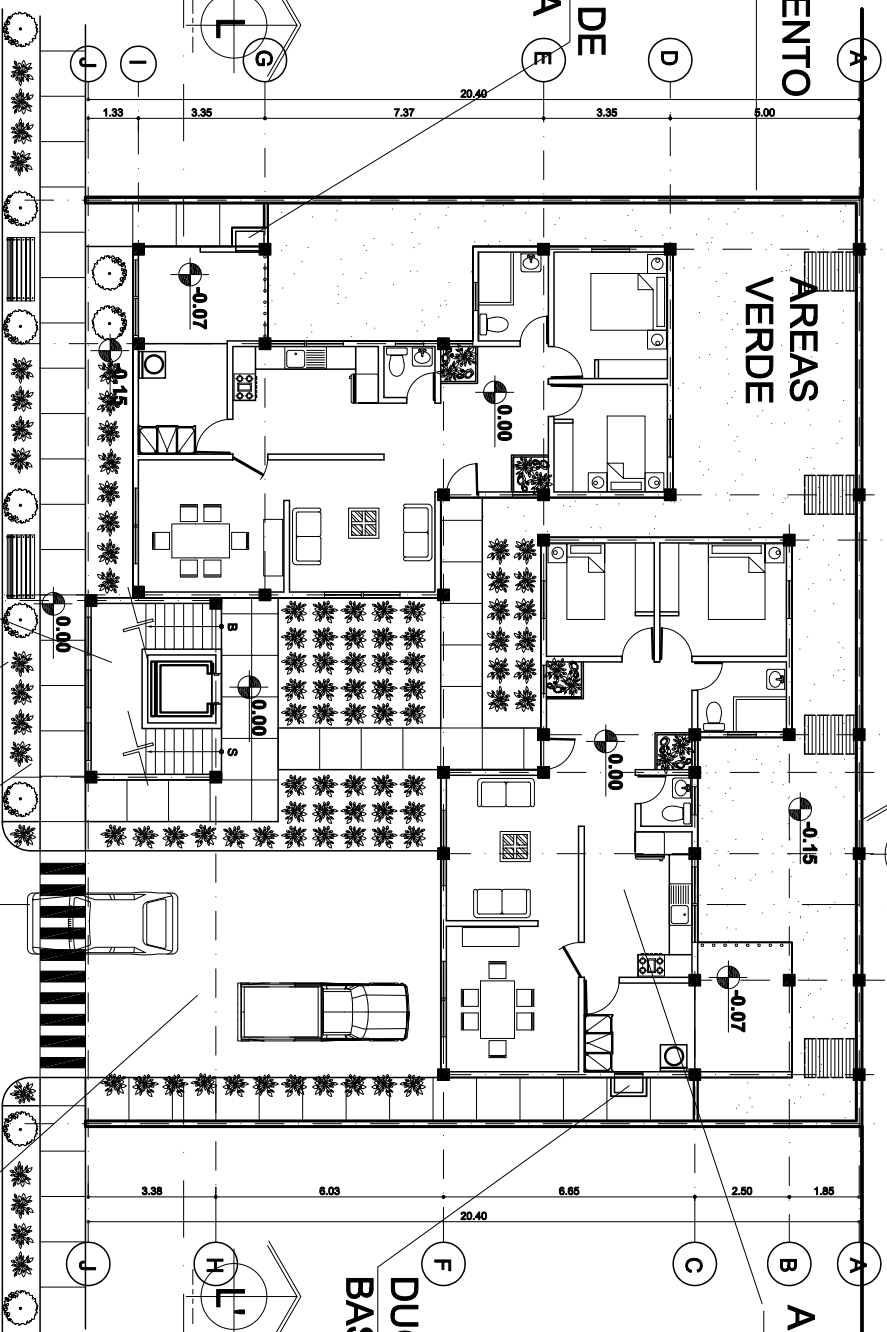 ENTO
DE
A
L
J
I
G
E
D
A
20.40
1.33
3.35
7.37
3.35
5.00
AREAS
VERDE
-0.07
-0.15
0.00
0.00
B
0.00
S
0.00
-0.15
-0.07
3.38
6.03
6.65
2.50
1.85
20.40
J
H
F
C
B
A
L'
DUC
BAS
A